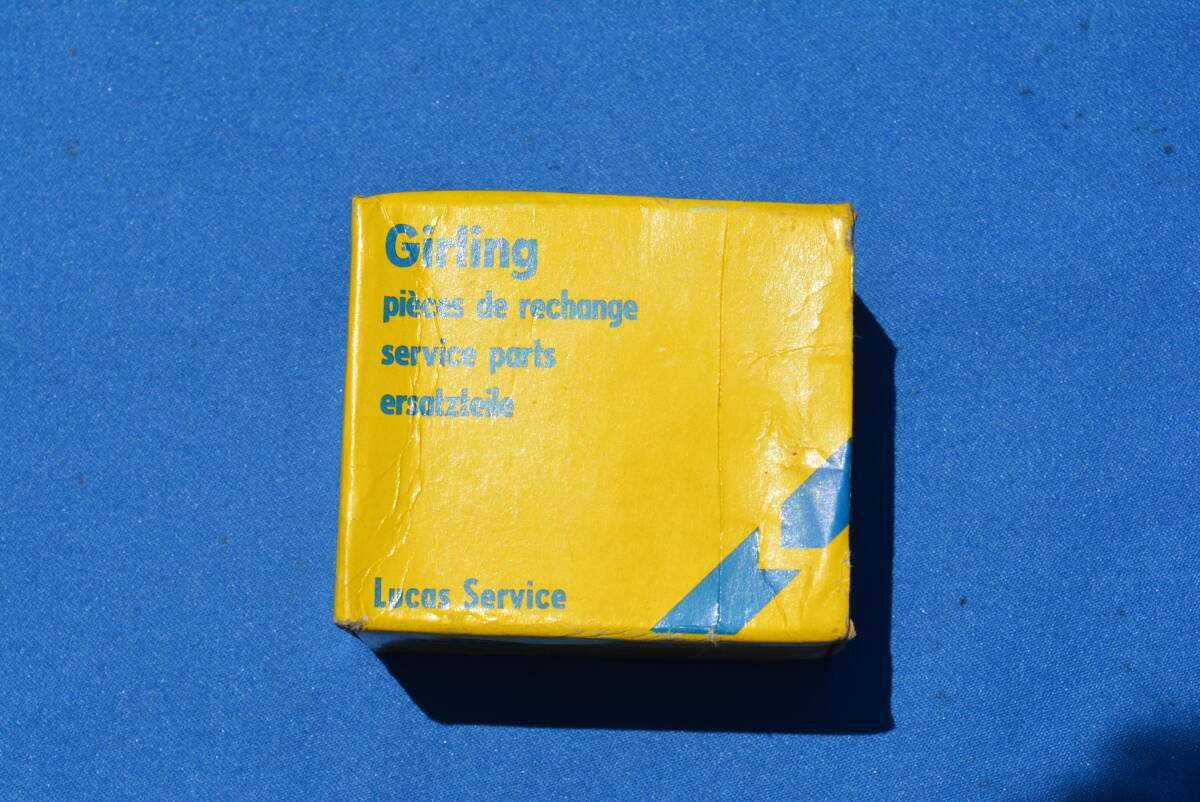 Girling
pièces de rechange
service parts
ersatzteile
Lucas Service